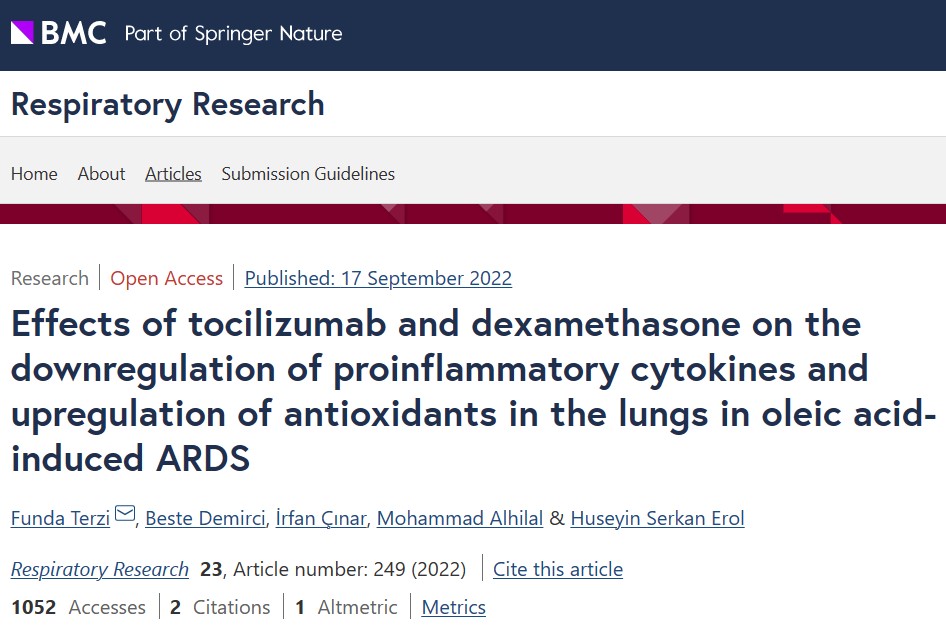 BMC Part of Springer Nature
Respiratory Research
Home About Articles Submission Guidelines
Research Open Access Published: 17 September 2022
Effects of tocilizumab and dexamethasone on the
downregulation of proinflammatory cytokines and
upregulation of antioxidants in the lungs in oleic acid-
induced ARDS
Funda Terzi, Beste Demirci, İrfan Çınar, Mohammad Alhilal & Huseyin Serkan Erol
Respiratory Research 23, Article number: 249 (2022) Cite this article
1052 Accesses 2 Citations 1 Altmetric Metrics